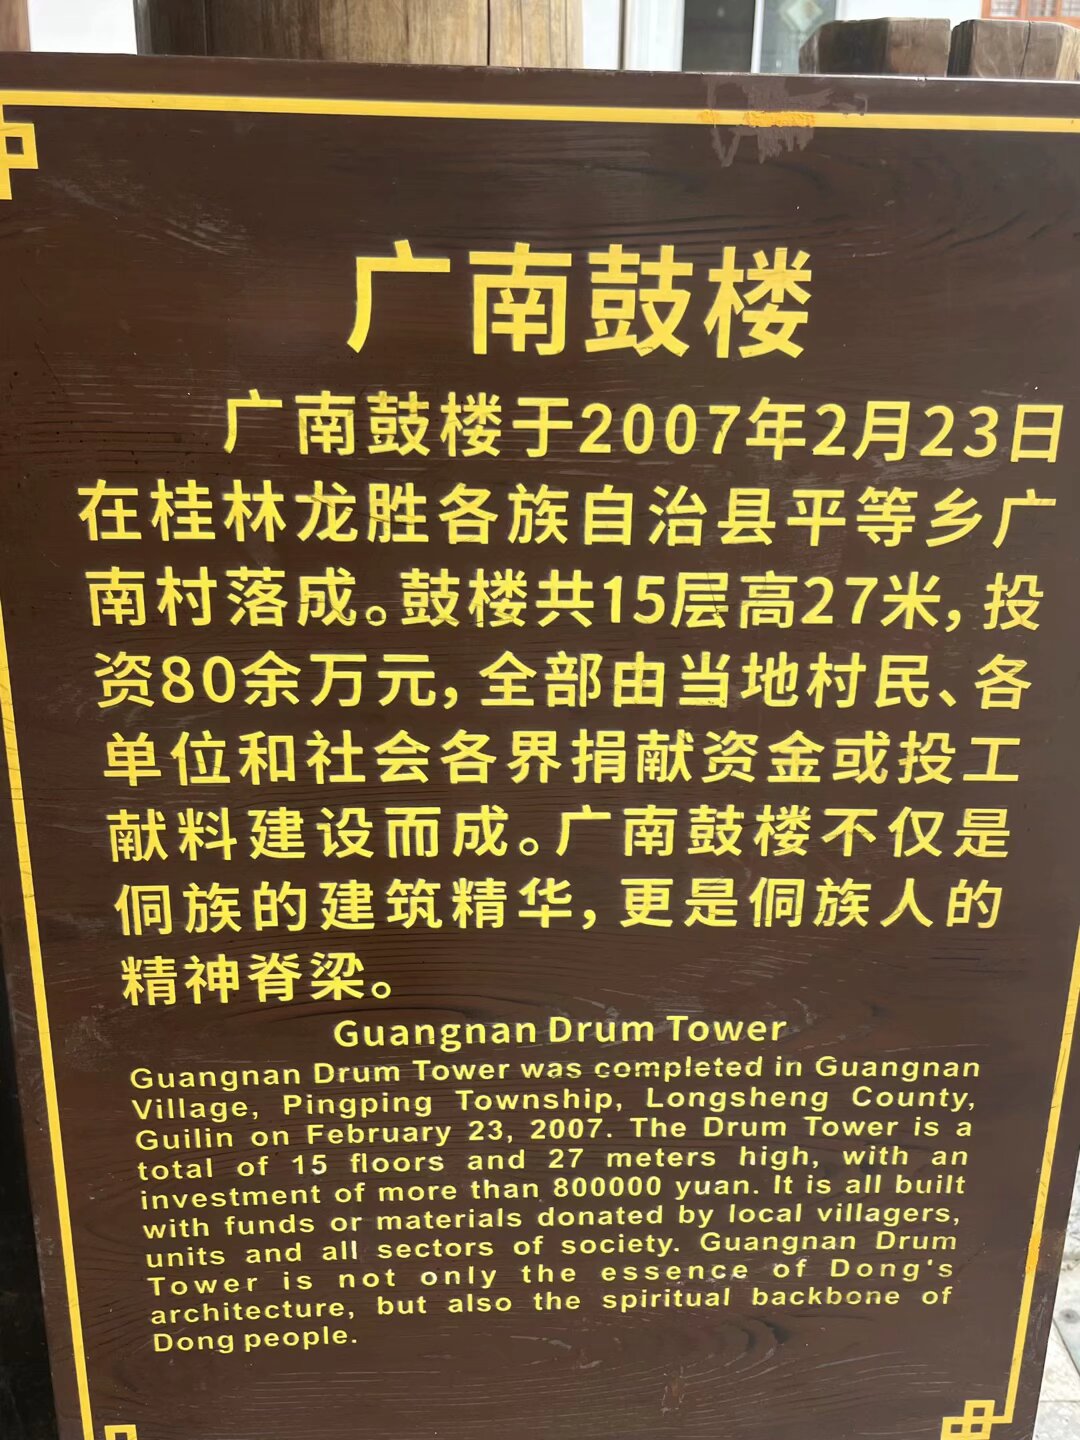 广南鼓楼
广南鼓楼于2007年2月23日
在桂林龙胜各族自治县平等乡广
南村落成。鼓楼共15层高27米，投
资80余万元，全部由当地村民、各
单位和社会各界捐献资金或投工
献料建设而成。广南鼓楼不仅是
侗族的建筑精华，更是侗族人的
精神脊梁。
Guangnan Drum Tower
Guangnan Drum Tower was completed in Guangnan
Village, Pingping Township, Longsheng County,
Guilin on February 23, 2007. The Drum Tower is a
total of 15 floors and 27 meters high, with an
investment of more than 800000 yuan. It is all built
with funds or materials donated by local villagers,
units and all sectors of society. Guangnan Drum
Tower is not only the essence of Dong's
architecture, but also the spiritual backbone of
Dong people.